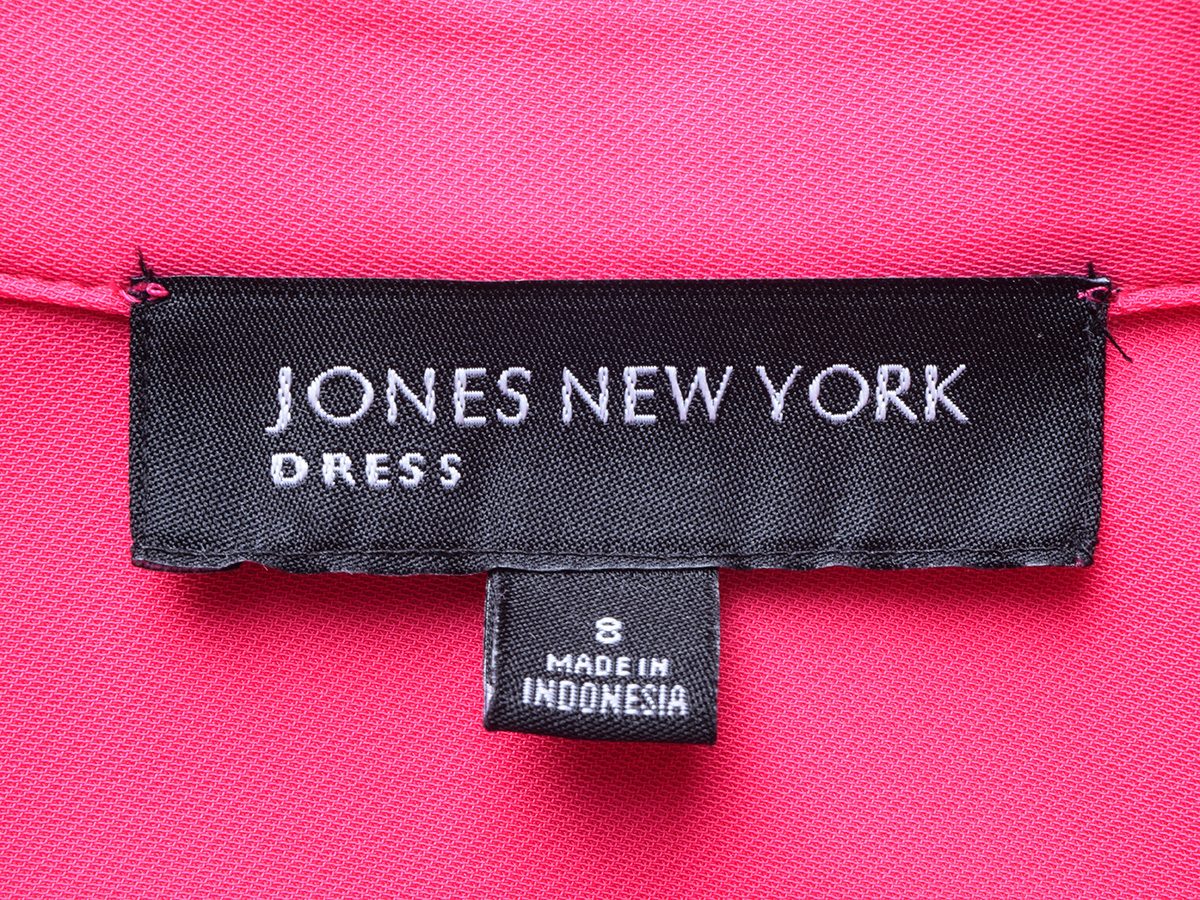 JONES NEW YORK
DRESS
8
MADE IN
INDONESIA